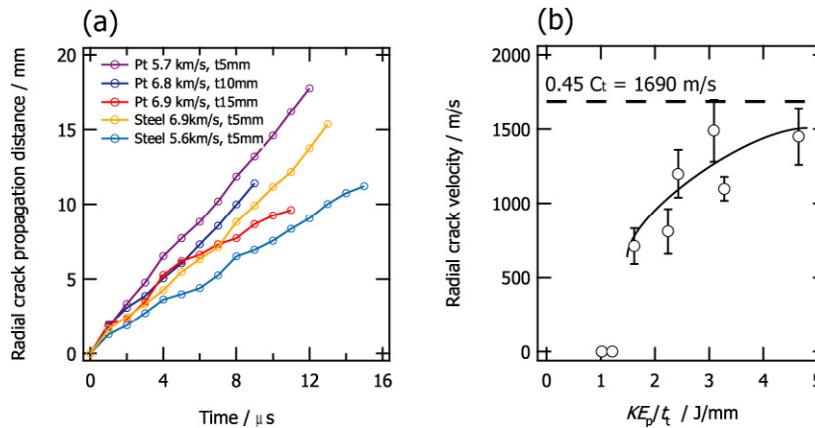 (a)
Radial crack propagation distance / mm
20
15
10
5
0
Pt 5.7 km/s, t5mm
Pt 6.8 km/s, t10mm
Pt 6.9 km/s, t15mm
Steel 6.9km/s, t5mm
Steel 5.6km/s, t5mm
0 4 8 12 16
Time / μs
(b)
Radial crack velocity / m/s
2000
1500
1000
500
0
0.45 Ct = 1690 m/s
0 1 2 3 4 5
KEp/tt / J/mm